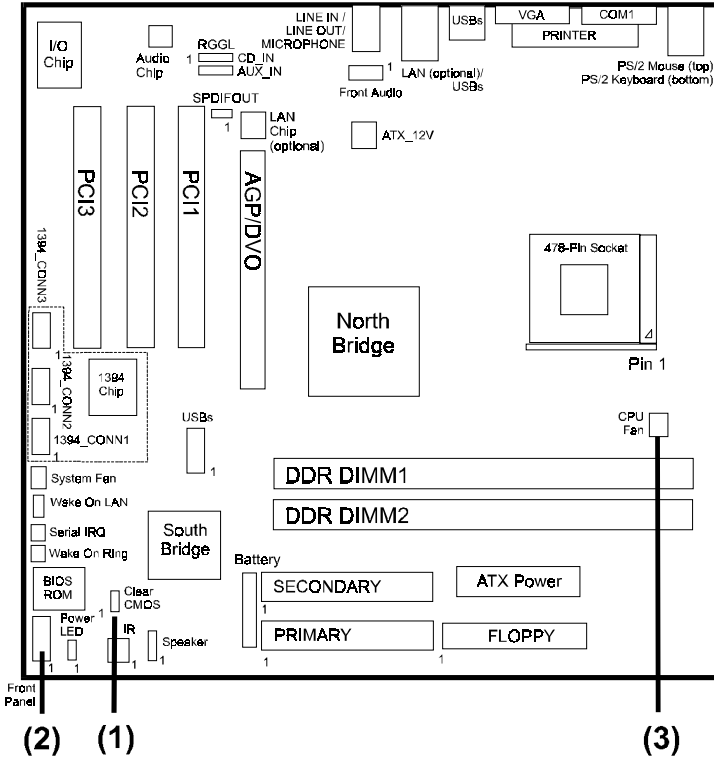 I/O
Chip
Audio
Chip
RGGL
1
CD_IN
AUX_IN
LINE IN /
LINE OUT/
MICROPHONE
1
Front Audio
USBs
LAN (optional)/
USBs
VGA
COM1
PRINTER
PS/2 Mouse (top)
PS/2 Keyboard (bottom)
SPDIFOUT
1
LAN
Chip
(optional)
ATX_12V
PCI3
PCI2
PCI1
AGP/DVO
478-Pin Socket
Pin 1
North
Bridge
1394_CONN3
1
1394_CONN2
1
1394
Chip
1394_CONN1
1
USBs
1
CPU
Fan
System Fan
Wake On LAN
Serial IRQ
Wake On Ring
DDR DIMM1
DDR DIMM2
South
Bridge
Battery
BIOS
ROM
Clear
CMOS
1
SECONDARY
1
ATX Power
Power
LED
1
1
IR
1
Speaker
1
PRIMARY
1
FLOPPY
1
Front
Panel
(2)
(1)
(3)